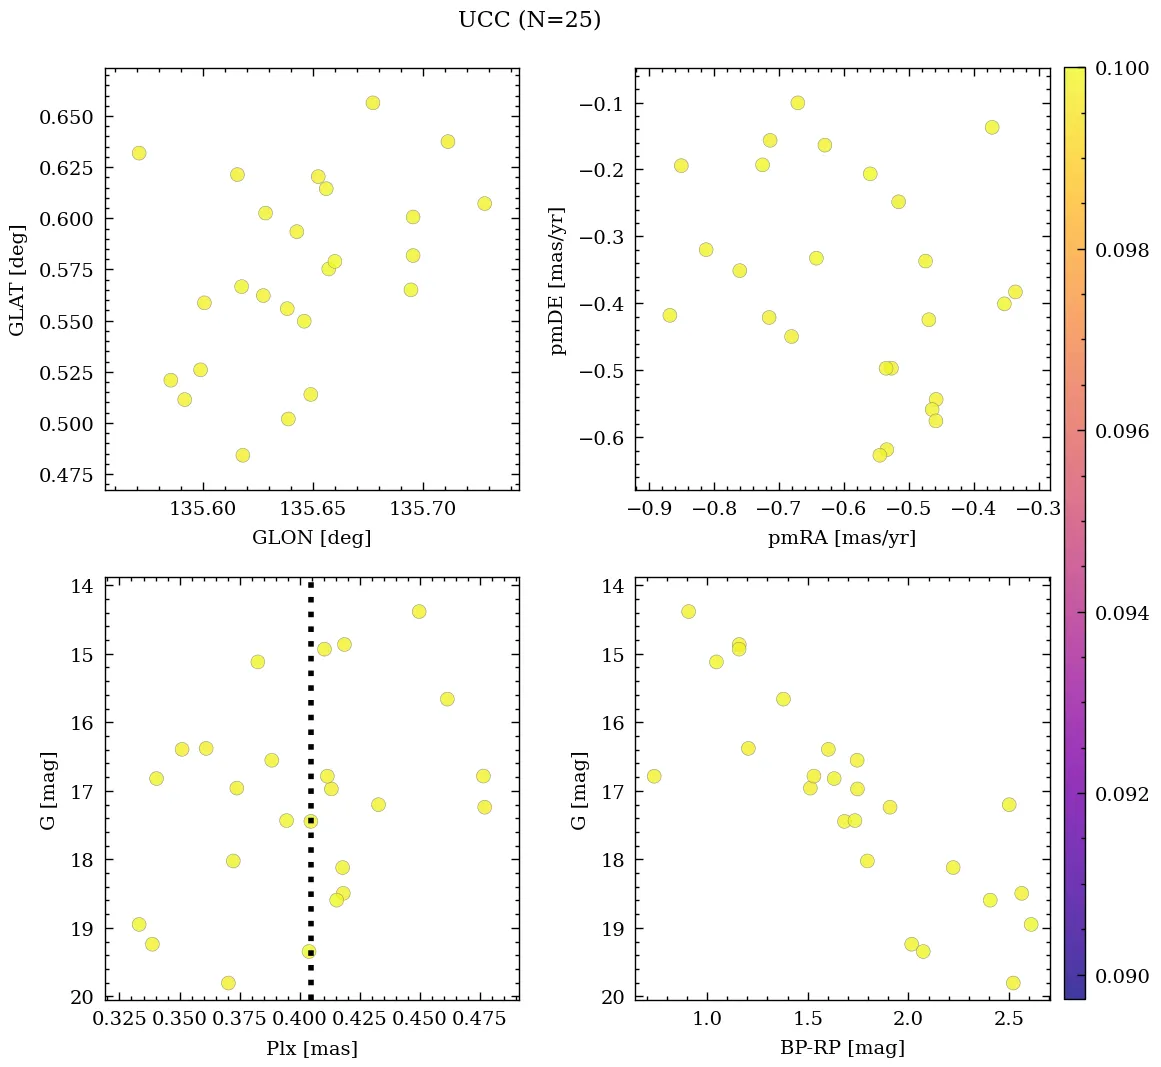 UCC (N=25)
0.650
0.625
0.600
0.575
0.550
0.525
0.500
0.475
GLAT [deg]
135.60 135.65 135.70
GLON [deg]
−0.1
−0.2
−0.3
−0.4
−0.5
−0.6
pmDE [mas/yr]
−0.9 −0.8 −0.7 −0.6 −0.5 −0.4 −0.3
pmRA [mas/yr]
0.100
0.098
0.096
0.094
0.092
0.090
14
15
16
17
18
19
20
G [mag]
0.325 0.350 0.375 0.400 0.425 0.450 0.475
Plx [mas]
14
15
16
17
18
19
20
G [mag]
1.0 1.5 2.0 2.5
BP-RP [mag]